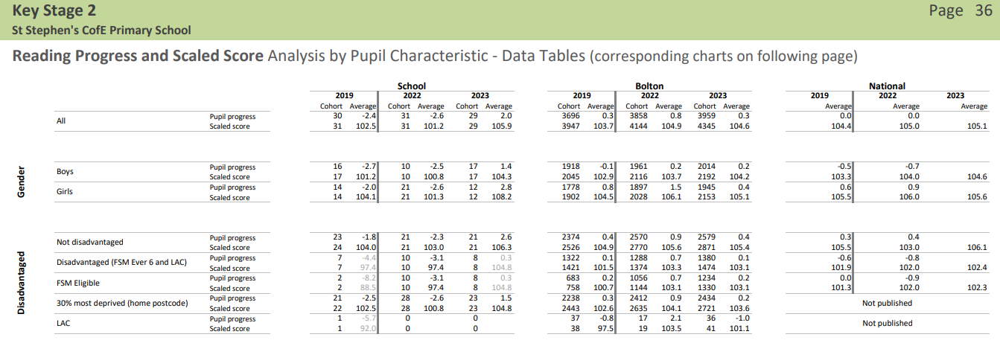 Key Stage 2 Page 36
St Stephen's CofE Primary School
Reading Progress and Scaled Score Analysis by Pupil Characteristic - Data Tables (corresponding charts on following page)
School Bolton National
2019 2022 2023 2019 2022 2023 2019 2022 2023
Cohort Average Cohort Average Cohort Average Cohort Average Cohort Average Cohort Average Average Average Average
All
Pupil progress 30 -2.4 31 -2.6 29 2.0 3696 0.3 3858 0.8 3959 0.3 0.0 0.0
Scaled score 31 102.5 31 101.2 29 105.9 3947 103.7 4144 104.9 4345 104.6 104.4 105.0 105.1
Gender
Boys
Pupil progress 16 -2.7 10 -2.5 17 1.4 1918 -0.1 1961 0.2 2014 0.2 -0.5 -0.7
Scaled score 17 101.2 10 100.8 17 104.3 2045 102.9 2116 103.7 2192 104.2 103.3 104.0 104.6
Girls
Pupil progress 14 -2.0 21 -2.6 12 2.8 1778 0.8 1897 1.5 1945 0.4 0.6 0.9
Scaled score 14 104.1 21 101.3 12 108.2 1902 104.5 2028 106.1 2153 105.1 105.5 106.0 105.6
Disadvantaged
Not disadvantaged
Pupil progress 23 -1.8 21 -2.3 21 2.6 2374 0.4 2570 0.9 2579 0.4 0.3 0.4
Scaled score 24 104.0 21 103.0 21 106.3 2526 104.9 2770 105.6 2871 105.4 105.5 103.0 106.1
Disadvantaged (FSM Ever 6 and LAC)
Pupil progress 7 -4.4 10 -3.1 8 0.3 1322 0.1 1288 0.7 1380 0.1 -0.6 -0.8
Scaled score 7 97.4 10 97.4 8 104.8 1421 101.5 1374 103.3 1474 103.1 101.9 102.0 102.4
FSM Eligible
Pupil progress 2 -8.2 10 -3.1 8 0.3 683 0.2 1056 0.7 1234 0.2 0.0 -0.9
Scaled score 2 88.5 10 97.4 8 104.8 758 100.7 1144 103.1 1330 103.1 101.3 102.0 102.3
30% most deprived (home postcode)
Pupil progress 21 -2.5 28 -2.6 23 1.5 2238 0.3 2412 0.9 2434 0.2
Scaled score 22 102.5 28 100.8 23 104.8 2443 102.6 2635 104.1 2721 103.6
Not published
LAC
Pupil progress 1 -5.7 0 0 37 -0.8 17 2.1 36 -1.0
Scaled score 1 92.0 0 0 38 97.5 19 103.5 41 101.1
Not published